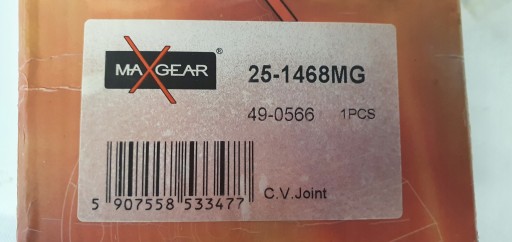 MAXGEAR ®
25-1468MG
49-0566 1PCS
5 907558 533477
C.V.Joint